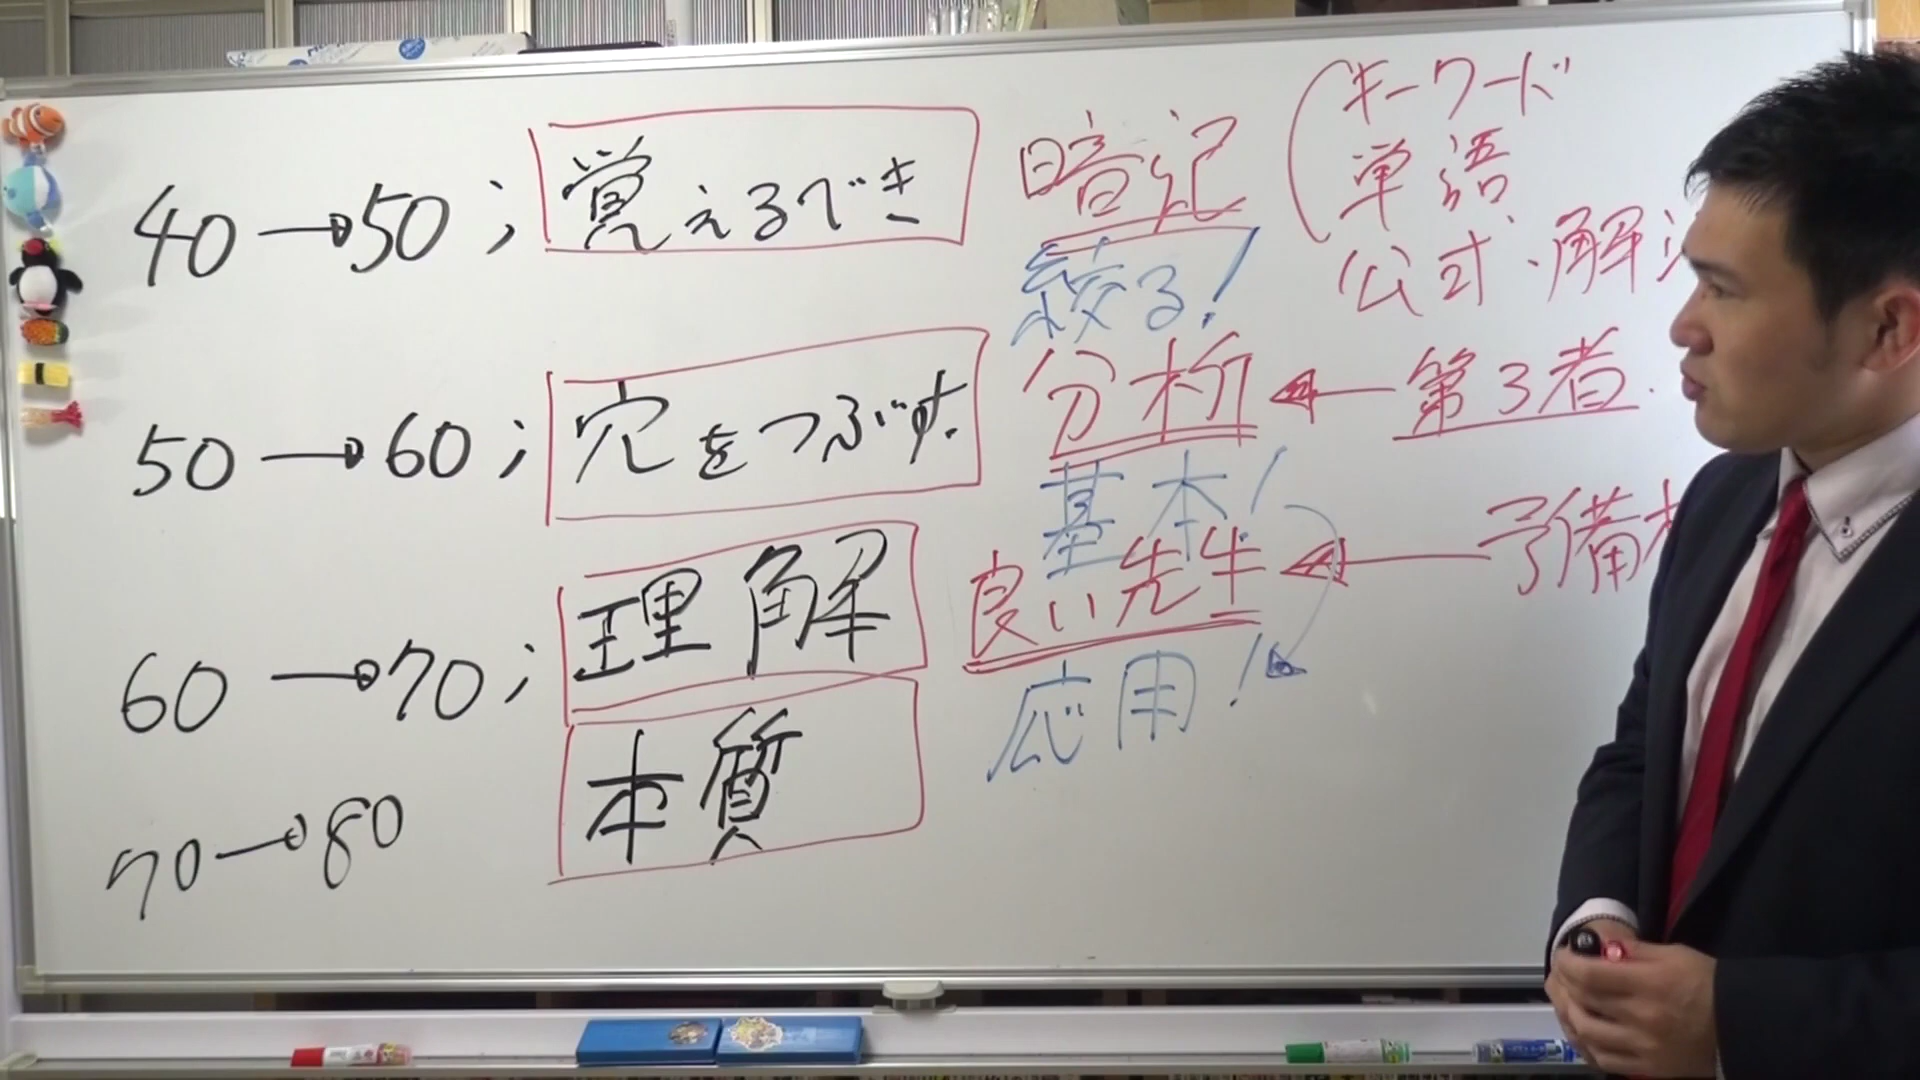 40→50; 覚えるでき 暗記 (キーワード
単語
公式・解
絞る!
50→60; 穴をつぶす. 分析 ← 第3者.
基本!
60→70; 理解 良い先生 ← 予備
応用!
70→80 本質